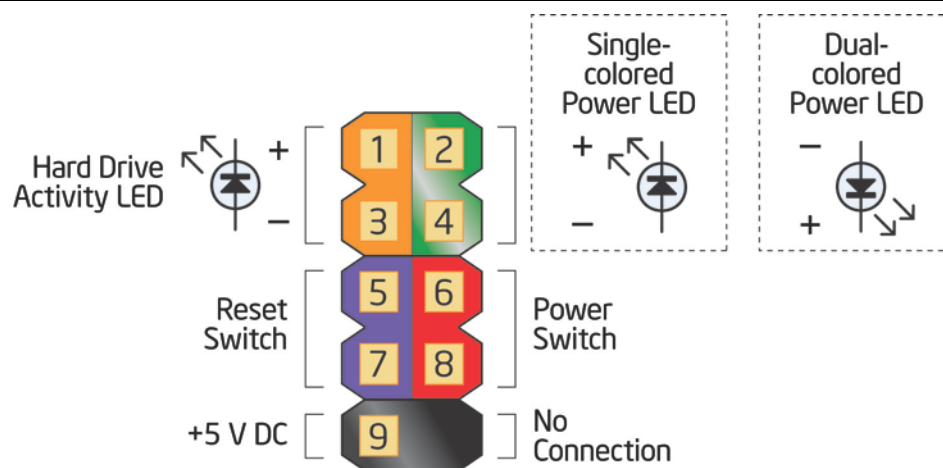 Single-
colored
Power LED
Dual-
colored
Power LED
Hard Drive
Activity LED
+
−
1
2
3
4
+
−
−
+
Reset
Switch
5
6
7
8
Power
Switch
+5 V DC
9
No
Connection